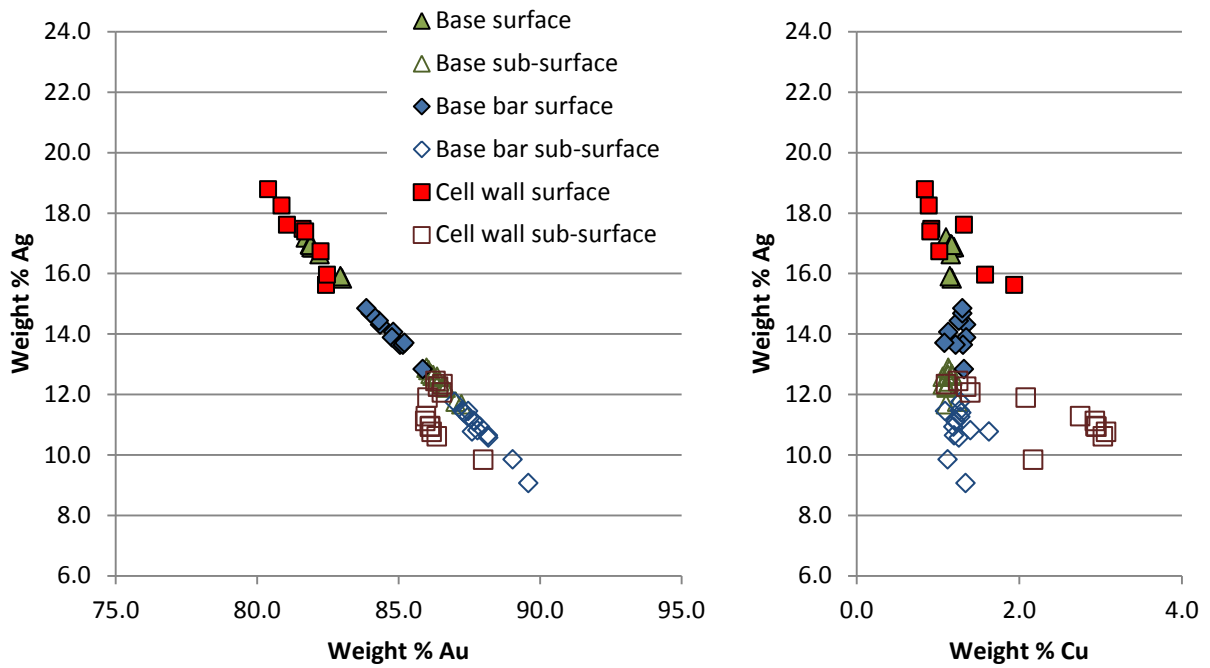 24.0
22.0
20.0
18.0
16.0
14.0
12.0
10.0
8.0
6.0
Weight % Ag
75.0 80.0 85.0 90.0 95.0
Weight % Au
Base surface
Base sub-surface
Base bar surface
Base bar sub-surface
Cell wall surface
Cell wall sub-surface
24.0
22.0
20.0
18.0
16.0
14.0
12.0
10.0
8.0
6.0
Weight % Ag
0.0 2.0 4.0
Weight % Cu